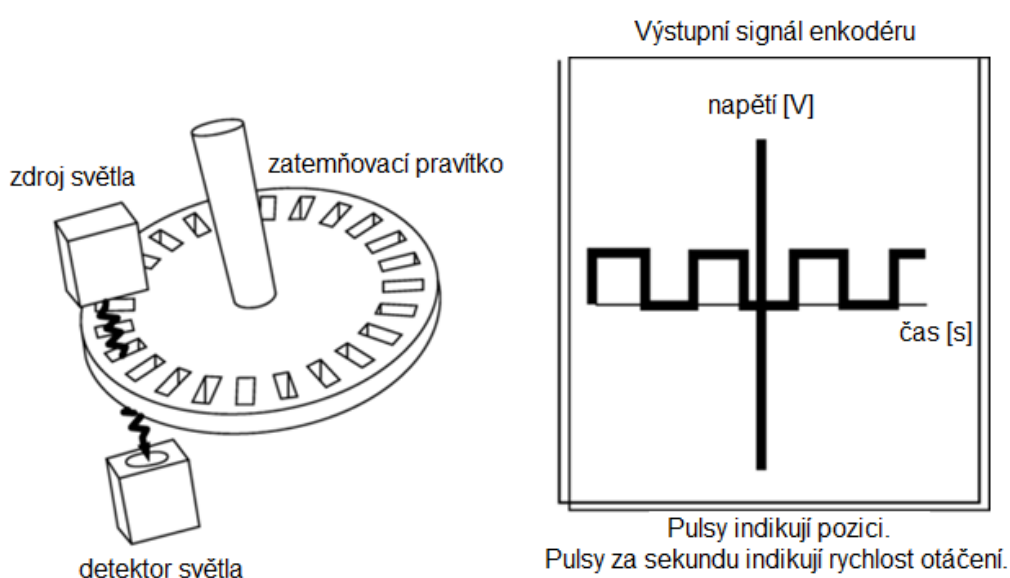 zdroj světla
zatemňovací pravítko
detektor světla
Výstupní signál enkodéru
napětí [V]
čas [s]
Pulsy indikují pozici.
Pulsy za sekundu indikují rychlost otáčení.